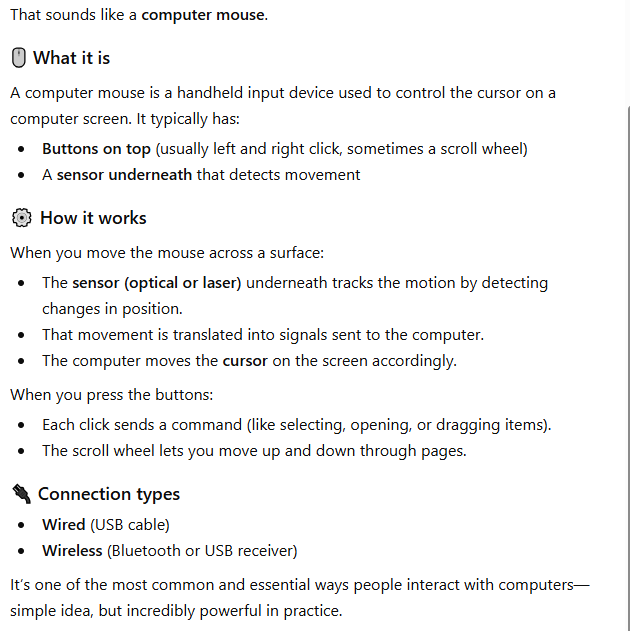 That sounds like a computer mouse.
🖱️ What it is
A computer mouse is a handheld input device used to control the cursor on a
computer screen. It typically has:
• Buttons on top (usually left and right click, sometimes a scroll wheel)
• A sensor underneath that detects movement
⚙️ How it works
When you move the mouse across a surface:
• The sensor (optical or laser) underneath tracks the motion by detecting
changes in position.
• That movement is translated into signals sent to the computer.
• The computer moves the cursor on the screen accordingly.
When you press the buttons:
• Each click sends a command (like selecting, opening, or dragging items).
• The scroll wheel lets you move up and down through pages.
🔌 Connection types
• Wired (USB cable)
• Wireless (Bluetooth or USB receiver)
It’s one of the most common and essential ways people interact with computers—
simple idea, but incredibly powerful in practice.